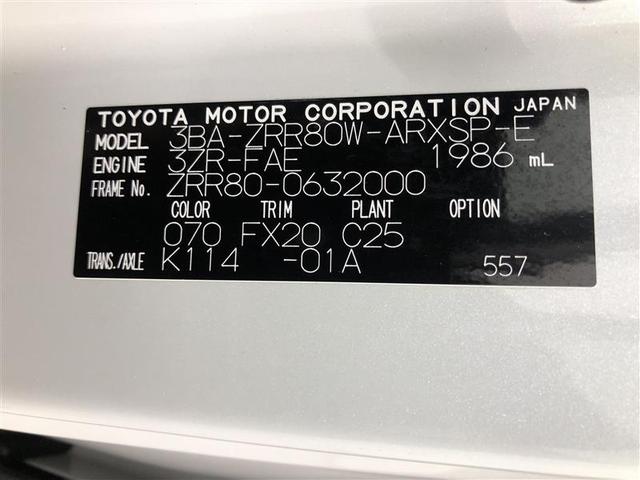 TOYOTA MOTOR CORPORATION JAPAN
MODEL 3BA-ZRR80W-ARXSP-E
ENGINE 3ZR-FAE 1986 mL
FRAME No. ZRR80-0632000
COLOR TRIM PLANT OPTION
070 FX20 C25
TRANS./AXLE K114 -01A 557